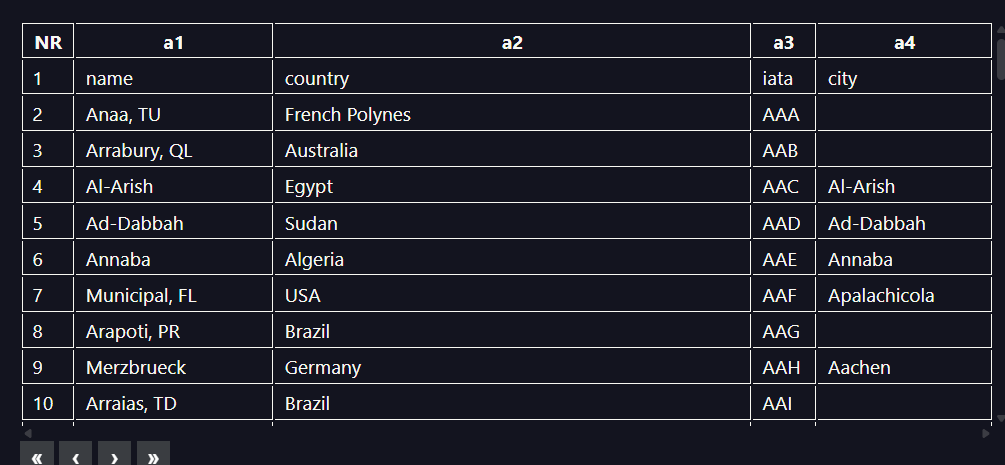 NR a1 a2 a3 a4
1 name country iata city
2 Anaa, TU French Polynes AAA
3 Arrabury, QL Australia AAB
4 Al-Arish Egypt AAC Al-Arish
5 Ad-Dabbah Sudan AAD Ad-Dabbah
6 Annaba Algeria AAE Annaba
7 Municipal, FL USA AAF Apalachicola
8 Arapoti, PR Brazil AAG
9 Merzbrueck Germany AAH Aachen
10 Arraias, TD Brazil AAI
« ‹ › »